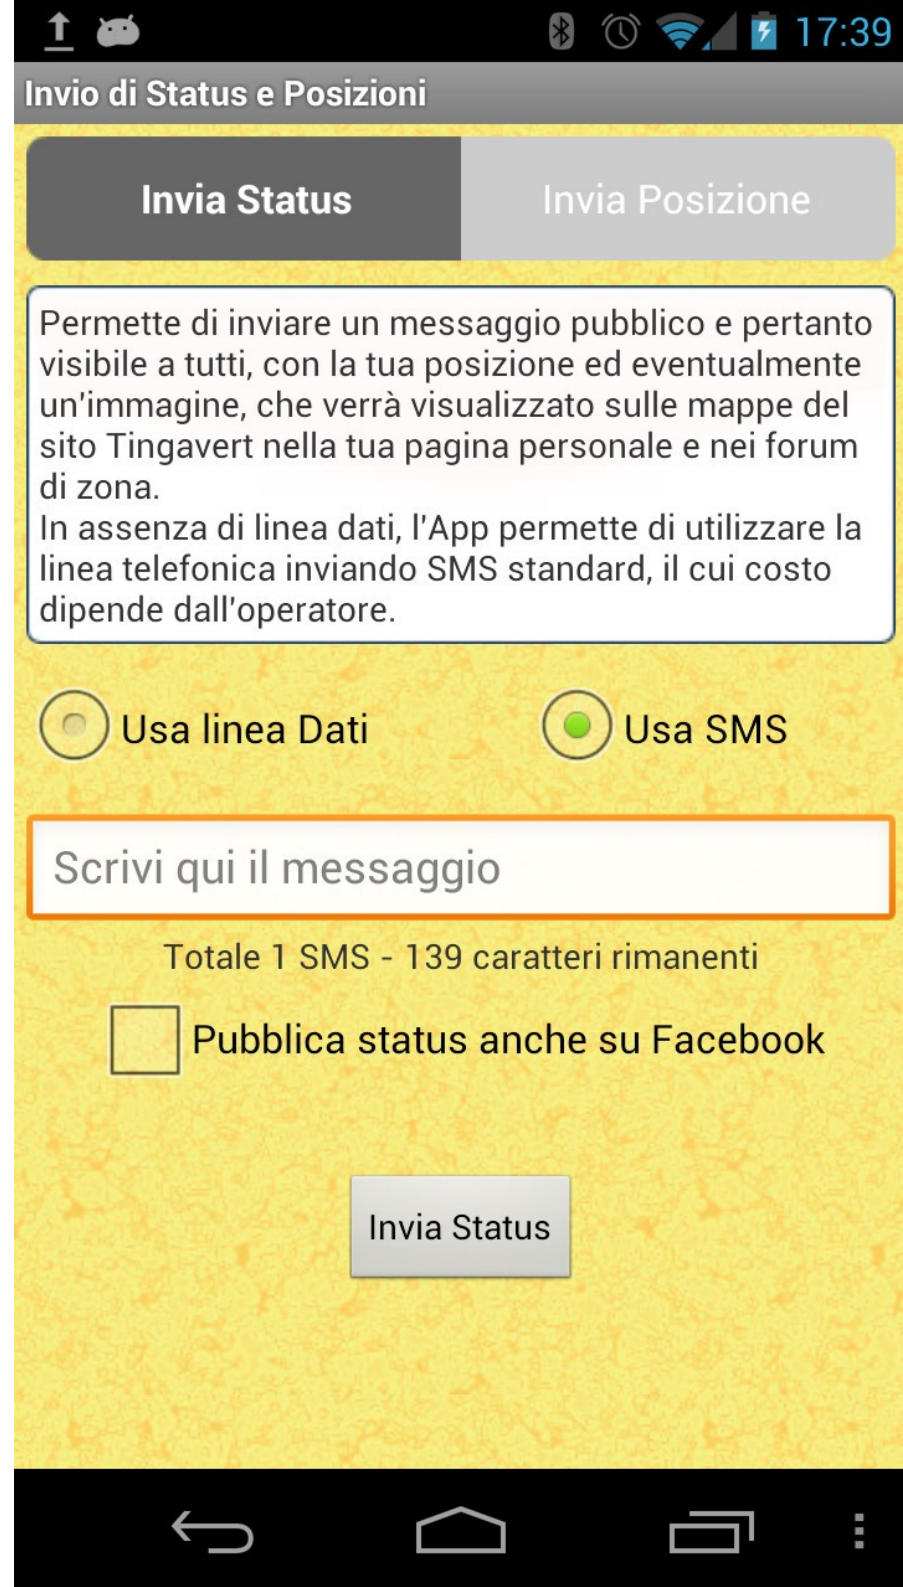 17:39
Invio di Status e Posizioni
Invia Status
Invia Posizione
Permette di inviare un messaggio pubblico e pertanto
visibile a tutti, con la tua posizione ed eventualmente
un'immagine, che verrà visualizzato sulle mappe del
sito Tingavert nella tua pagina personale e nei forum
di zona.
In assenza di linea dati, l'App permette di utilizzare la
linea telefonica inviando SMS standard, il cui costo
dipende dall'operatore.
Usa linea Dati
Usa SMS
Scrivi qui il messaggio
Totale 1 SMS - 139 caratteri rimanenti
Pubblica status anche su Facebook
Invia Status